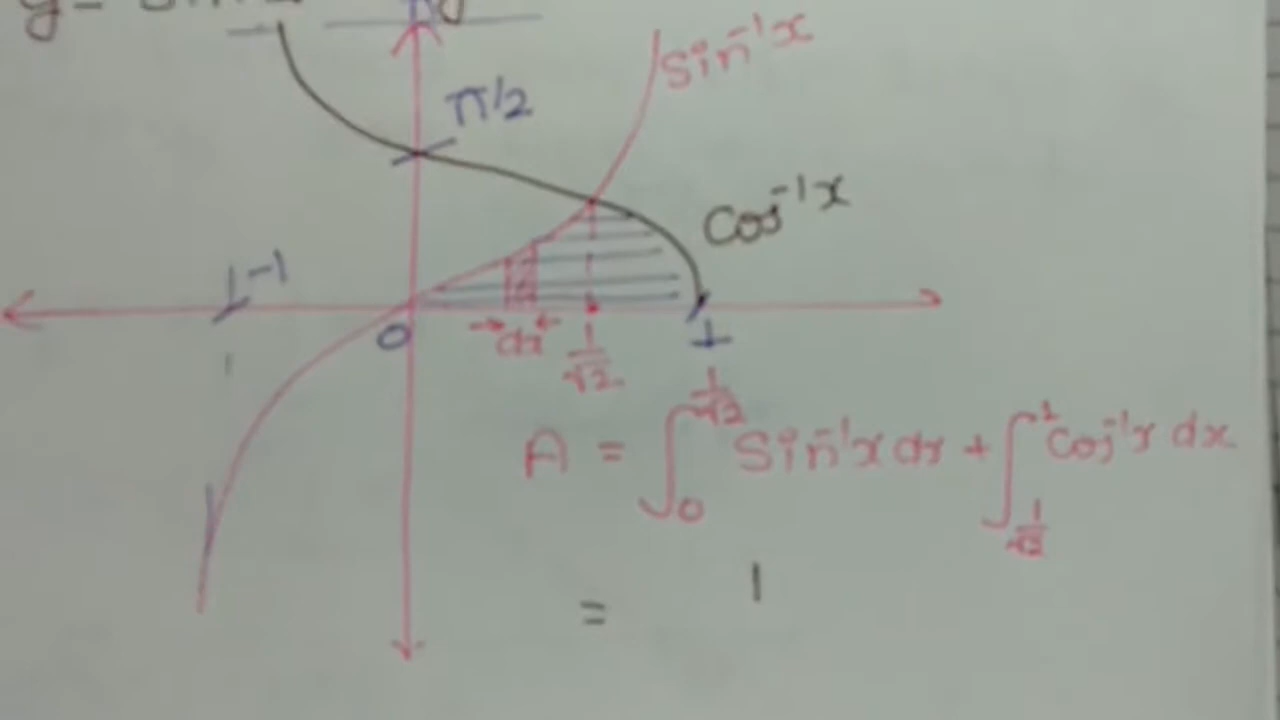 y = sin
y
sin⁻¹x
π/2
cos⁻¹x
-1
0
→dx←
1/√2
1
A = ∫₀^{1/√2} sin⁻¹x dx + ∫_{1/√2}^{1} cos⁻¹x dx
= 1